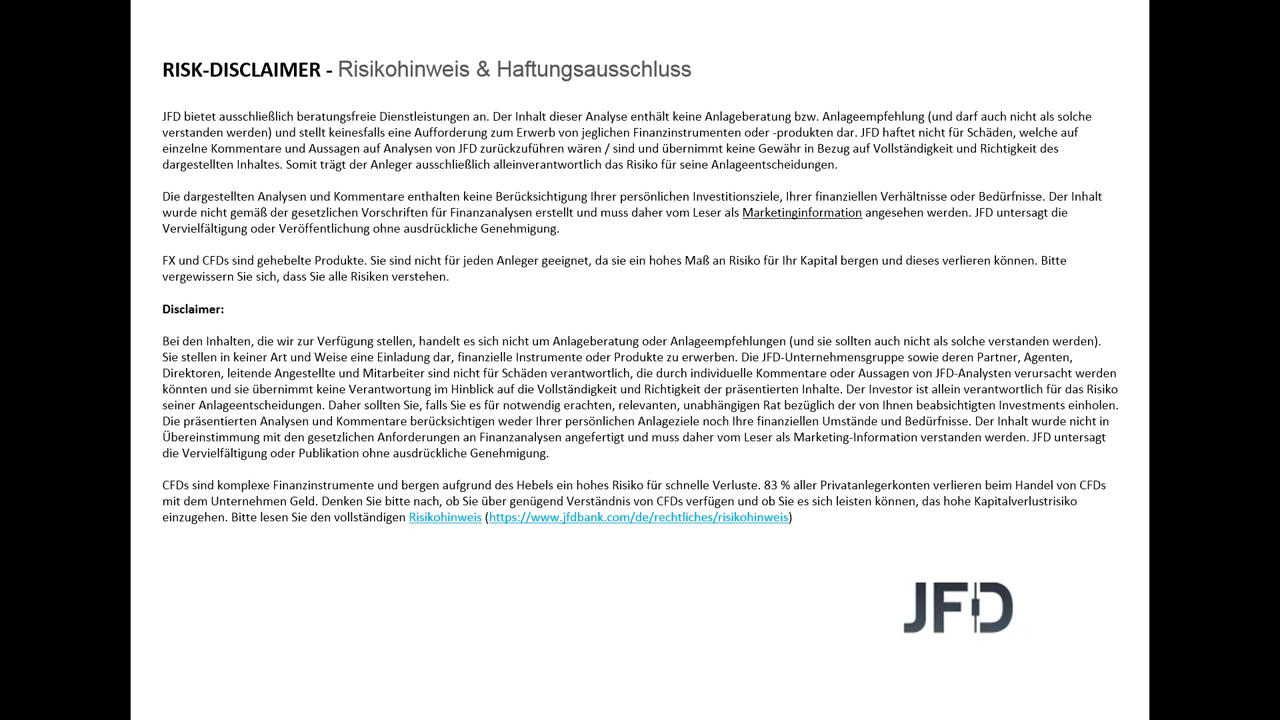 RISK-DISCLAIMER - Risikohinweis & Haftungsausschluss
JFD bietet ausschließlich beratungsfreie Dienstleistungen an. Der Inhalt dieser Analyse enthält keine Anlageberatung bzw. Anlageempfehlung (und darf auch nicht als solche
verstanden werden) und stellt keinesfalls eine Aufforderung zum Erwerb von jeglichen Finanzinstrumenten oder -produkten dar. JFD haftet nicht für Schäden, welche auf
einzelne Kommentare und Aussagen auf Analysen von JFD zurückzuführen wären / sind und übernimmt keine Gewähr in Bezug auf Vollständigkeit und Richtigkeit des
dargestellten Inhaltes. Somit trägt der Anleger ausschließlich alleinverantwortlich das Risiko für seine Anlageentscheidungen.
Die dargestellten Analysen und Kommentare enthalten keine Berücksichtigung Ihrer persönlichen Investitionsziele, Ihrer finanziellen Verhältnisse oder Bedürfnisse. Der Inhalt
wurde nicht gemäß der gesetzlichen Vorschriften für Finanzanalysen erstellt und muss daher vom Leser als Marketinginformation angesehen werden. JFD untersagt die
Vervielfältigung oder Veröffentlichung ohne ausdrückliche Genehmigung.
FX und CFDs sind gehebelte Produkte. Sie sind nicht für jeden Anleger geeignet, da sie ein hohes Maß an Risiko für Ihr Kapital bergen und dieses verlieren können. Bitte
vergewissern Sie sich, dass Sie alle Risiken verstehen.
Disclaimer:
Bei den Inhalten, die wir zur Verfügung stellen, handelt es sich nicht um Anlageberatung oder Anlageempfehlungen (und sie sollten auch nicht als solche verstanden werden).
Sie stellen in keiner Art und Weise eine Einladung dar, finanzielle Instrumente oder Produkte zu erwerben. Die JFD-Unternehmensgruppe sowie deren Partner, Agenten,
Direktoren, leitende Angestellte und Mitarbeiter sind nicht für Schäden verantwortlich, die durch individuelle Kommentare oder Aussagen von JFD-Analysten verursacht werden
könnten und sie übernimmt keine Verantwortung im Hinblick auf die Vollständigkeit und Richtigkeit der präsentierten Inhalte. Der Investor ist allein verantwortlich für das Risiko
seiner Anlageentscheidungen. Daher sollten Sie, falls Sie es für notwendig erachten, relevanten, unabhängigen Rat bezüglich der von Ihnen beabsichtigten Investments einholen.
Die präsentierten Analysen und Kommentare berücksichtigen weder Ihrer persönlichen Anlageziele noch Ihre finanziellen Umstände und Bedürfnisse. Der Inhalt wurde nicht in
Übereinstimmung mit den gesetzlichen Anforderungen an Finanzanalysen angefertigt und muss daher vom Leser als Marketing-Information verstanden werden. JFD untersagt
die Vervielfältigung oder Publikation ohne ausdrückliche Genehmigung.
CFDs sind komplexe Finanzinstrumente und bergen aufgrund des Hebels ein hohes Risiko für schnelle Verluste. 83 % aller Privatanlegerkonten verlieren beim Handel von CFDs
mit dem Unternehmen Geld. Denken Sie bitte nach, ob Sie über genügend Verständnis von CFDs verfügen und ob Sie es sich leisten können, das hohe Kapitalverlustrisiko
einzugehen. Bitte lesen Sie den vollständigen Risikohinweis (https://www.jfdbank.com/de/rechtliches/risikohinweis)
JFD